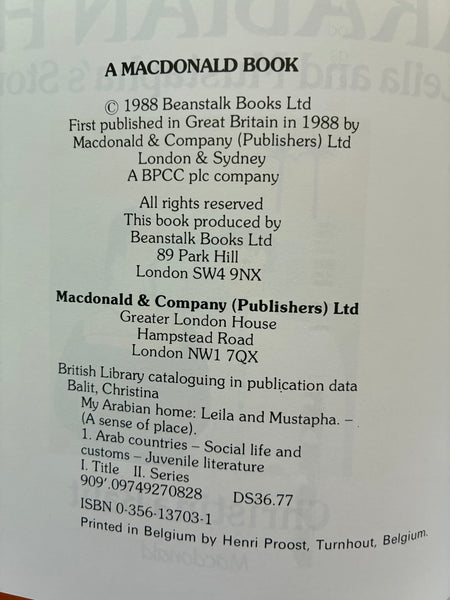 A MACDONALD BOOK
© 1988 Beanstalk Books Ltd
First published in Great Britain in 1988 by
Macdonald & Company (Publishers) Ltd
London & Sydney
A BPCC plc company
All rights reserved
This book produced by
Beanstalk Books Ltd
89 Park Hill
London SW4 9NX
Macdonald & Company (Publishers) Ltd
Greater London House
Hampstead Road
London NW1 7QX
British Library cataloguing in publication data
Balit, Christina
My Arabian home: Leila and Mustapha. –
(A sense of place).
1. Arab countries – Social life and
customs – Juvenile literature
I. Title II. Series
909'.09749270828 DS36.77
ISBN 0-356-13703-1
Printed in Belgium by Henri Proost, Turnhout, Belgium.